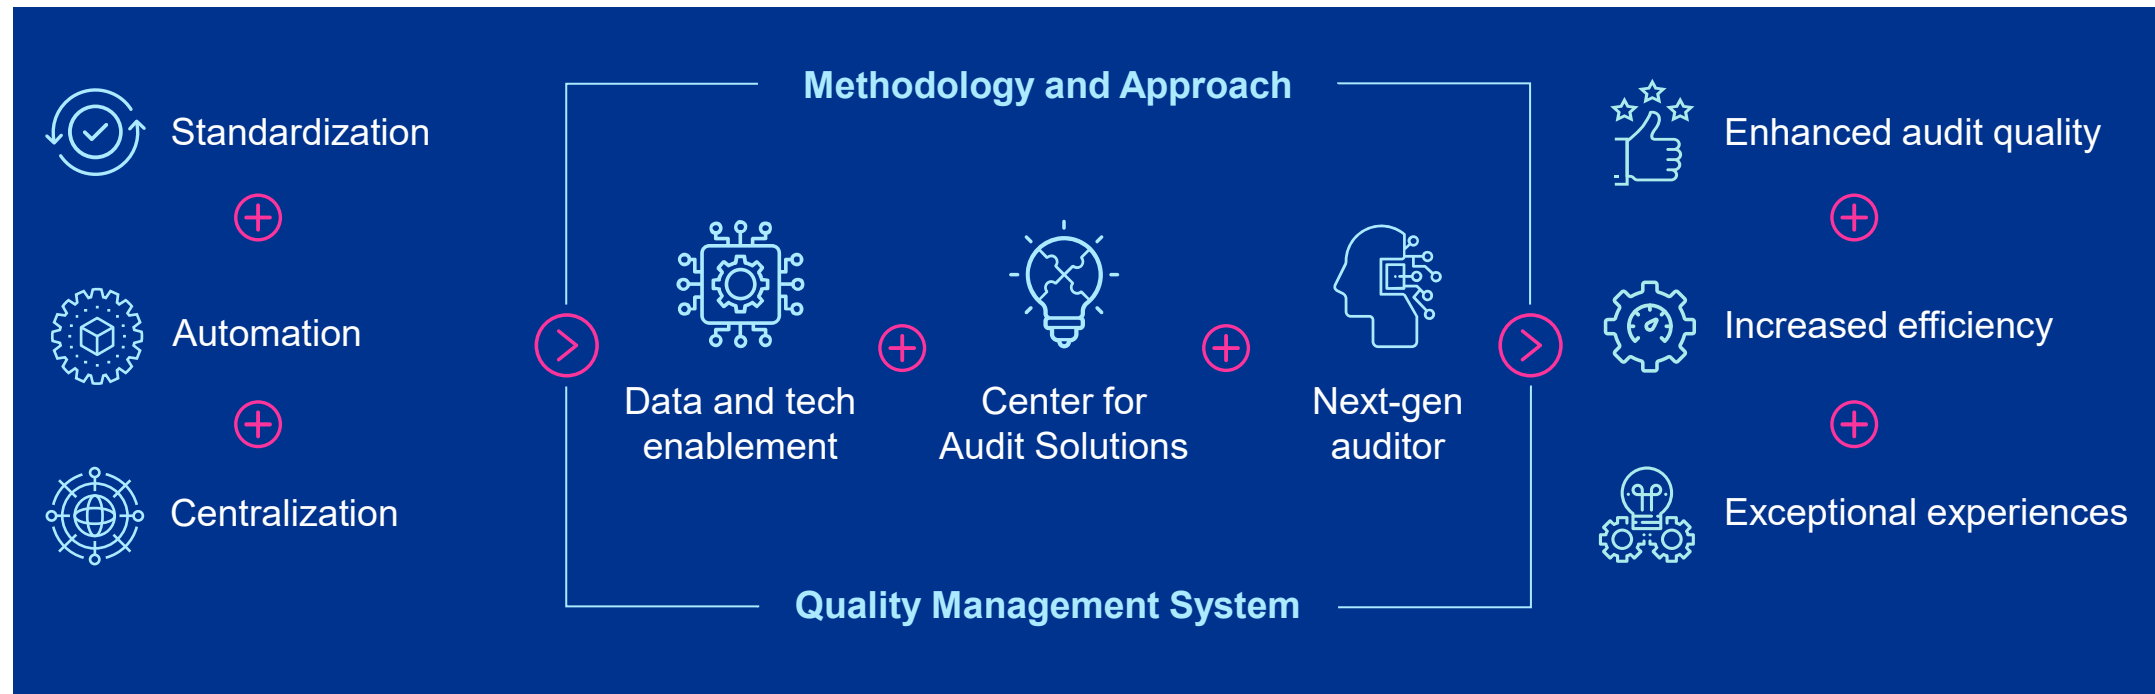 Standardization
Automation
Centralization
Methodology and Approach
Data and tech
enablement
Center for
Audit Solutions
Next-gen
auditor
Quality Management System
Enhanced audit quality
Increased efficiency
Exceptional experiences